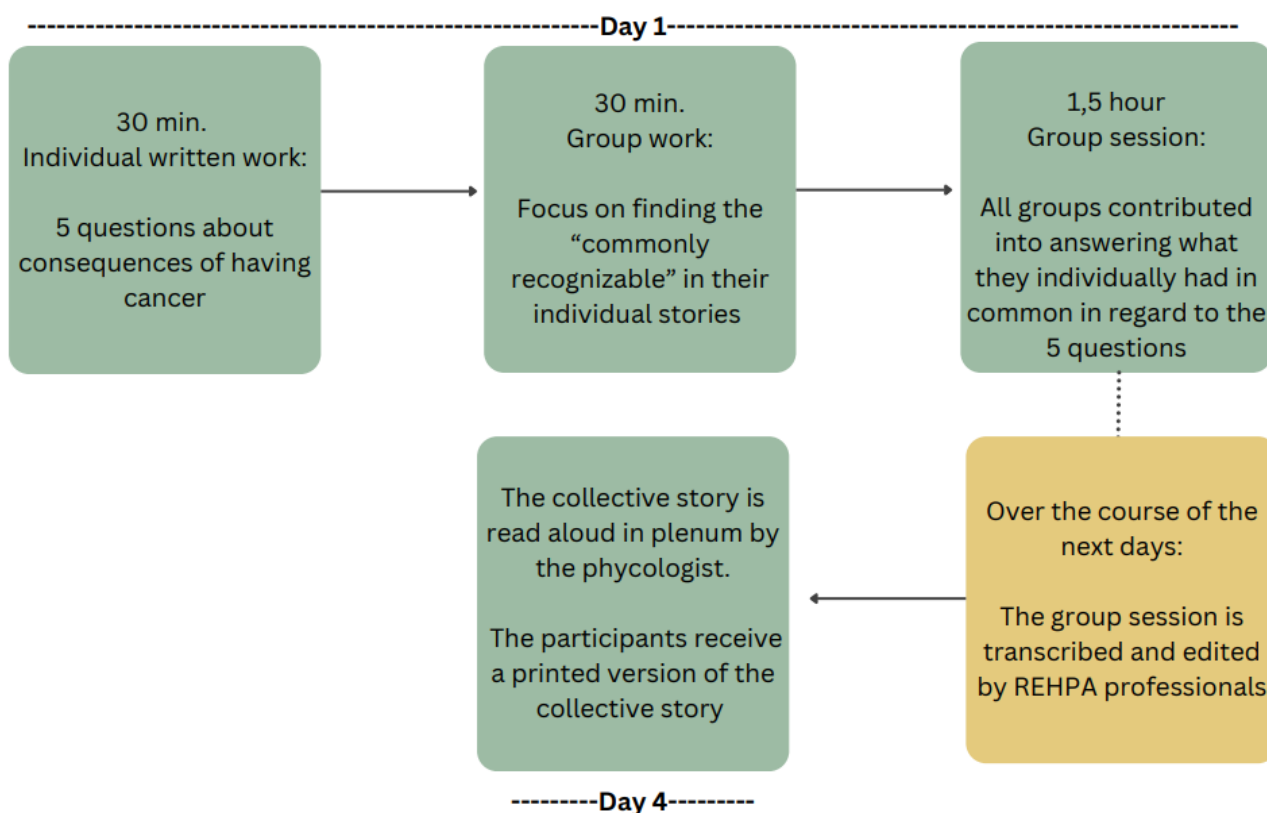 -----Day 1-----
30 min.
Individual written work:
5 questions about
consequences of having
cancer
30 min.
Group work:
Focus on finding the
“commonly
recognizable” in their
individual stories
1,5 hour
Group session:
All groups contributed
into answering what
they individually had in
common in regard to the
5 questions
Over the course of the
next days:
The group session is
transcribed and edited
by REHPA professionals
The collective story is
read aloud in plenum by
the phycologist.
The participants receive
a printed version of the
collective story
---------Day 4---------